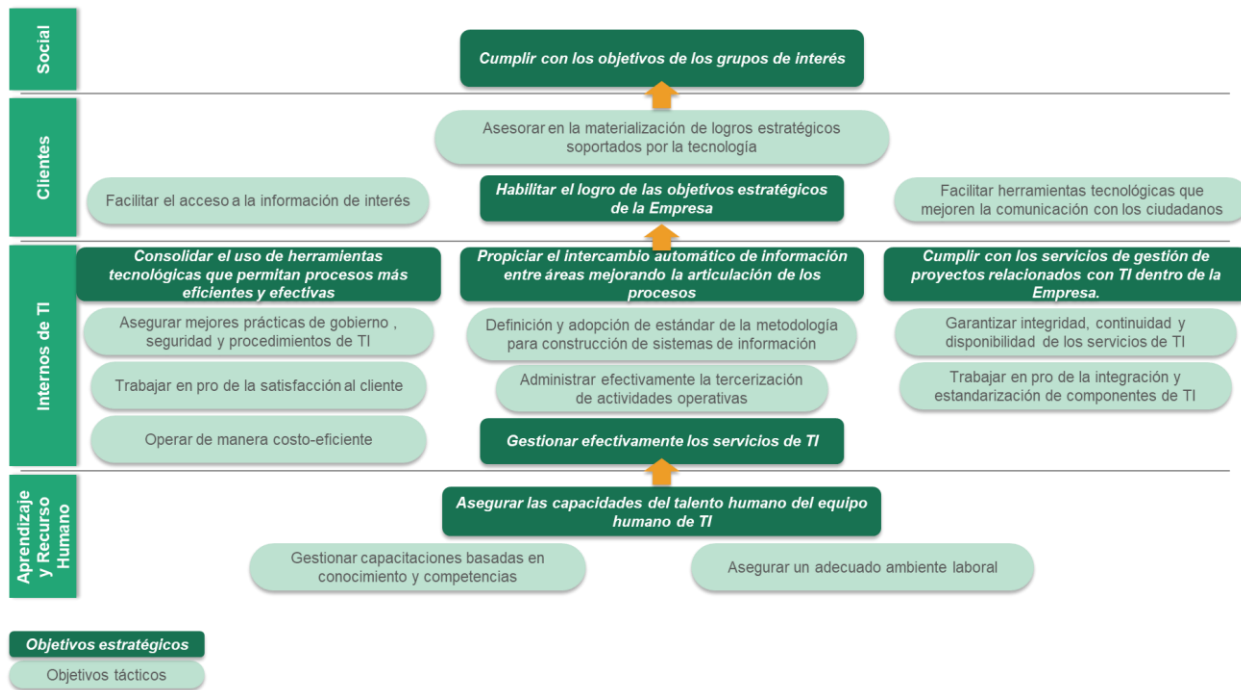 Social
Cumplir con los objetivos de los grupos de interés
Clientes
Asesorar en la materialización de logros estratégicos
soportados por la tecnología
Facilitar el acceso a la información de interés
Habilitar el logro de las objetivos estratégicos
de la Empresa
Facilitar herramientas tecnológicas que
mejoren la comunicación con los ciudadanos
Internos de TI
Consolidar el uso de herramientas
tecnológicas que permitan procesos más
eficientes y efectivas
Propiciar el intercambio automático de información
entre áreas mejorando la articulación de los
procesos
Cumplir con los servicios de gestión de
proyectos relacionados con TI dentro de la
Empresa.
Asegurar mejores prácticas de gobierno ,
seguridad y procedimientos de TI
Definición y adopción de estándar de la metodología
para construcción de sistemas de información
Garantizar integridad, continuidad y
disponibilidad de los servicios de TI
Trabajar en pro de la satisfacción al cliente
Administrar efectivamente la tercerización
de actividades operativas
Trabajar en pro de la integración y
estandarización de componentes de TI
Operar de manera costo-eficiente
Gestionar efectivamente los servicios de TI
Aprendizaje
y Recurso
Humano
Asegurar las capacidades del talento humano del equipo
humano de TI
Gestionar capacitaciones basadas en
conocimiento y competencias
Asegurar un adecuado ambiente laboral
Objetivos estratégicos
Objetivos tácticos